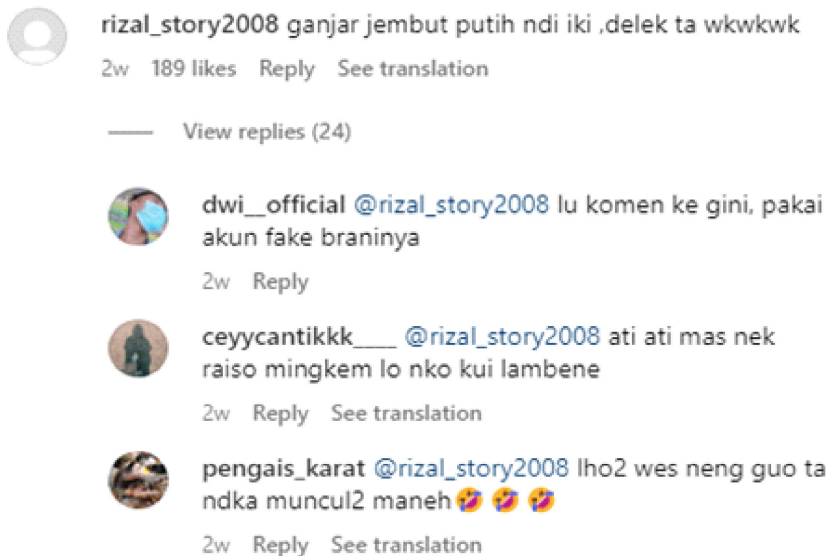 rizal_story2008 ganjar jembut putih ndi iki ,delek ta wkwkwk
2w 189 likes Reply See translation
View replies (24)
dwi__official @rizal_story2008 lu komen ke gini, pakai
akun fake braninya
2w Reply
ceyycantikkk____ @rizal_story2008 ati ati mas nek
raiso mingkem lo nko kui lambene
2w Reply See translation
pengais_karat @rizal_story2008 lho2 wes neng guo ta
ndka muncul2 maneh🤣 🤣 🤣
2w Reply See translation